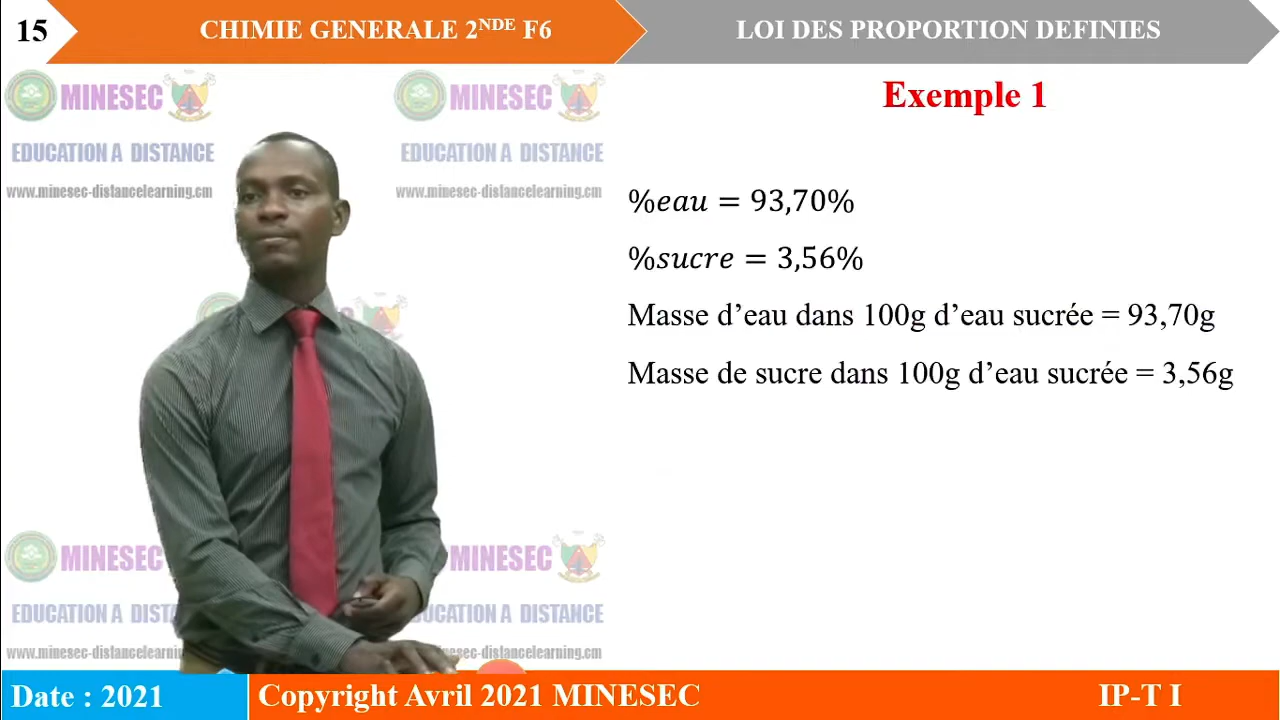 15
CHIMIE GENERALE 2NDE F6
LOI DES PROPORTION DEFINIES
MINESEC
MINESEC
Exemple 1
EDUCATION A DISTANCE
EDUCATION A DISTANCE
www.minesec-distancelearning.cm
www.minesec-distancelearning.cm
%eau = 93,70%
%sucre = 3,56%
Masse d’eau dans 100g d’eau sucrée = 93,70g
Masse de sucre dans 100g d’eau sucrée = 3,56g
MINESEC
MINESEC
EDUCATION A DIST
UCATION A DISTANCE
www.minesec-distancelearnin
esec-distancelearning.cm
Date : 2021
Copyright Avril 2021 MINESEC
IP-T I